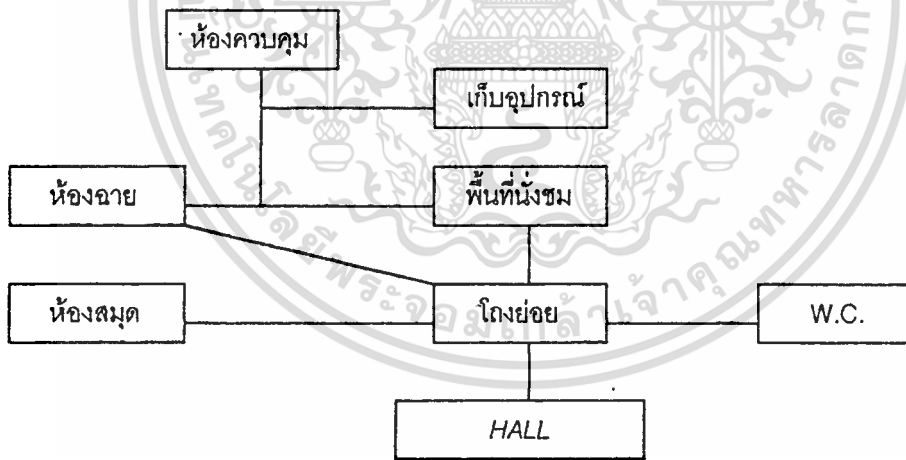 ห้องควบคุม
เก็บอุปกรณ์
ห้องฉาย
พื้นที่นั่งชม
ห้องสมุด
โถงย่อย
W.C.
HALL